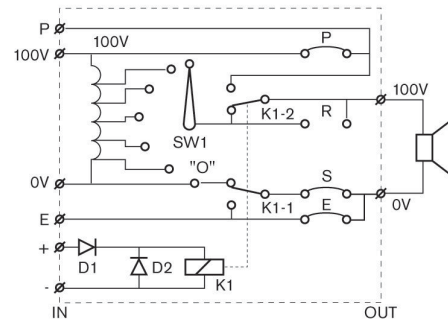 P
100V
100V
P
100V
SW1
K1-2
R
"O"
0V
K1-1
S
E
0V
E
+
D1
D2
K1
-
IN
OUT